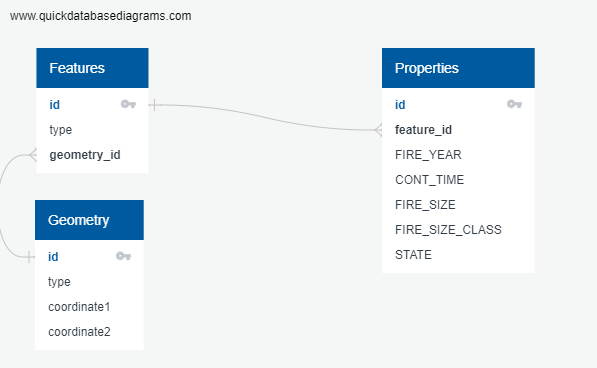 www.quickdatabasediagrams.com
Features
id
type
geometry_id
Geometry
id
type
coordinate1
coordinate2
Properties
id
feature_id
FIRE_YEAR
CONT_TIME
FIRE_SIZE
FIRE_SIZE_CLASS
STATE